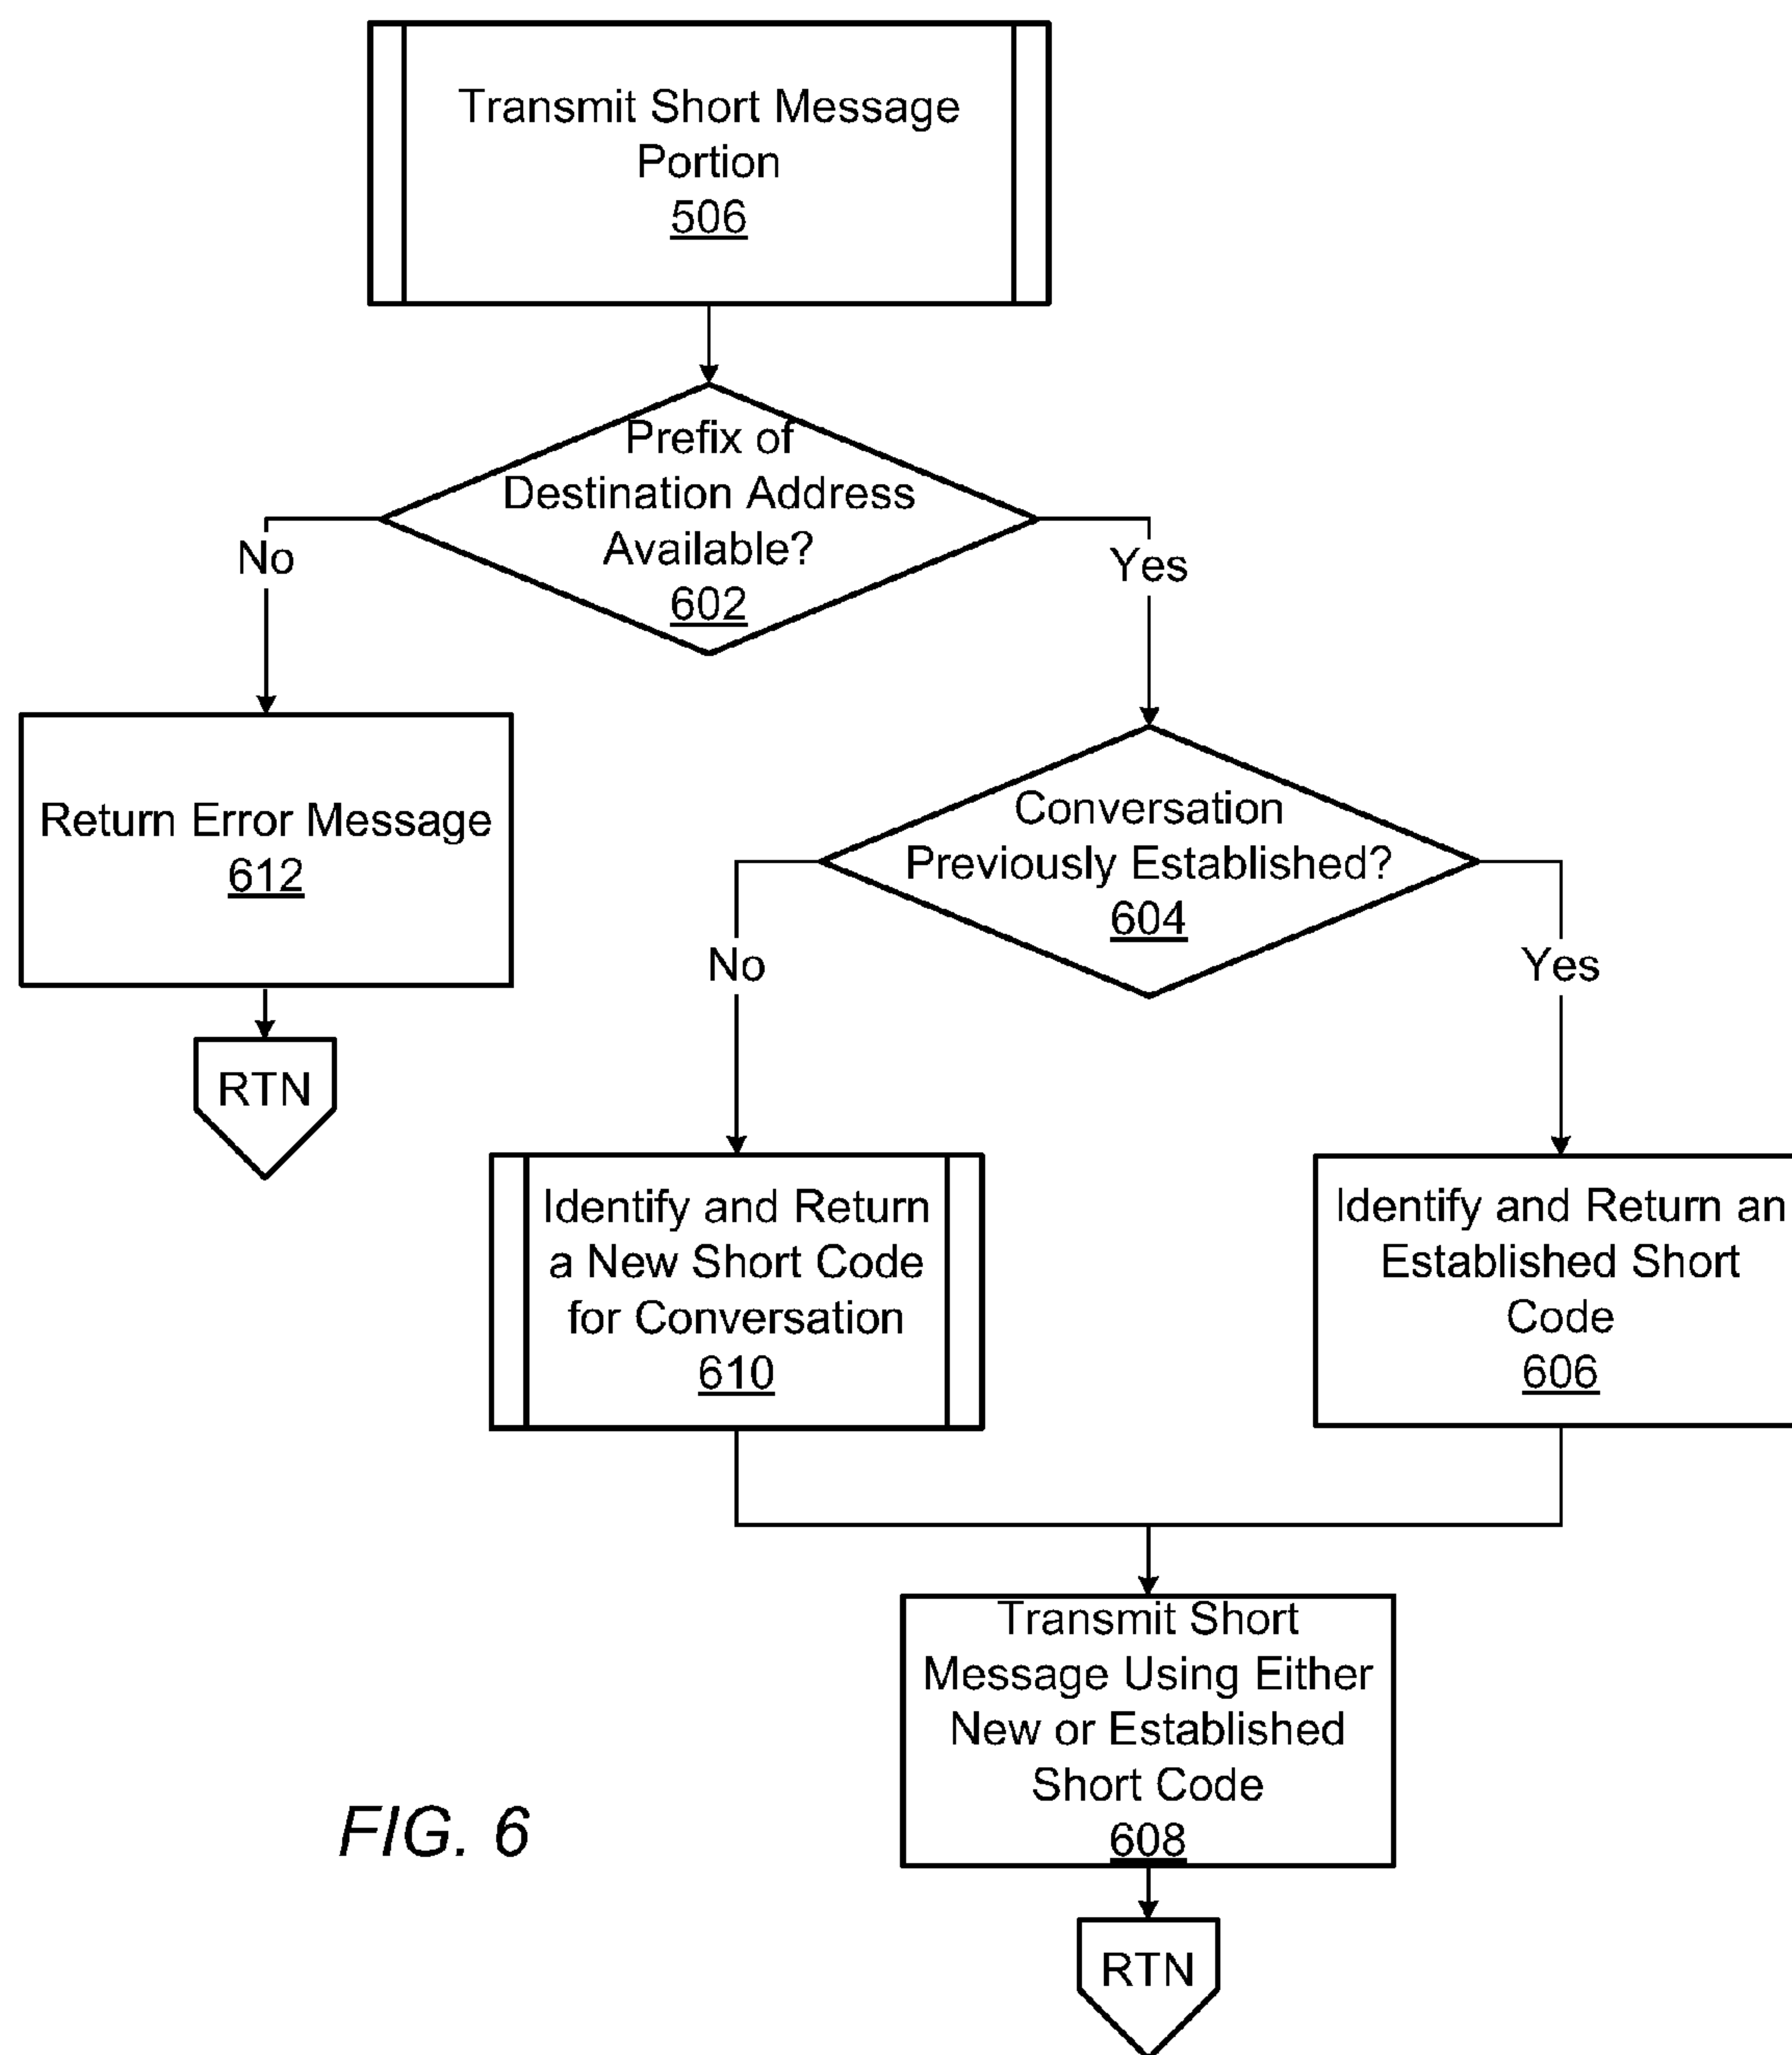 Transmit Short Message
Portion
506
Prefix of
Destination Address
Available?
602
No
Yes
Return Error Message
612
Conversation
Previously Established?
604
No
Yes
RTN
Identify and Return
a New Short Code
for Conversation
610
Identify and Return an
Established Short
Code
606
Transmit Short
Message Using Either
New or Established
Short Code
608
FIG. 6
RTN